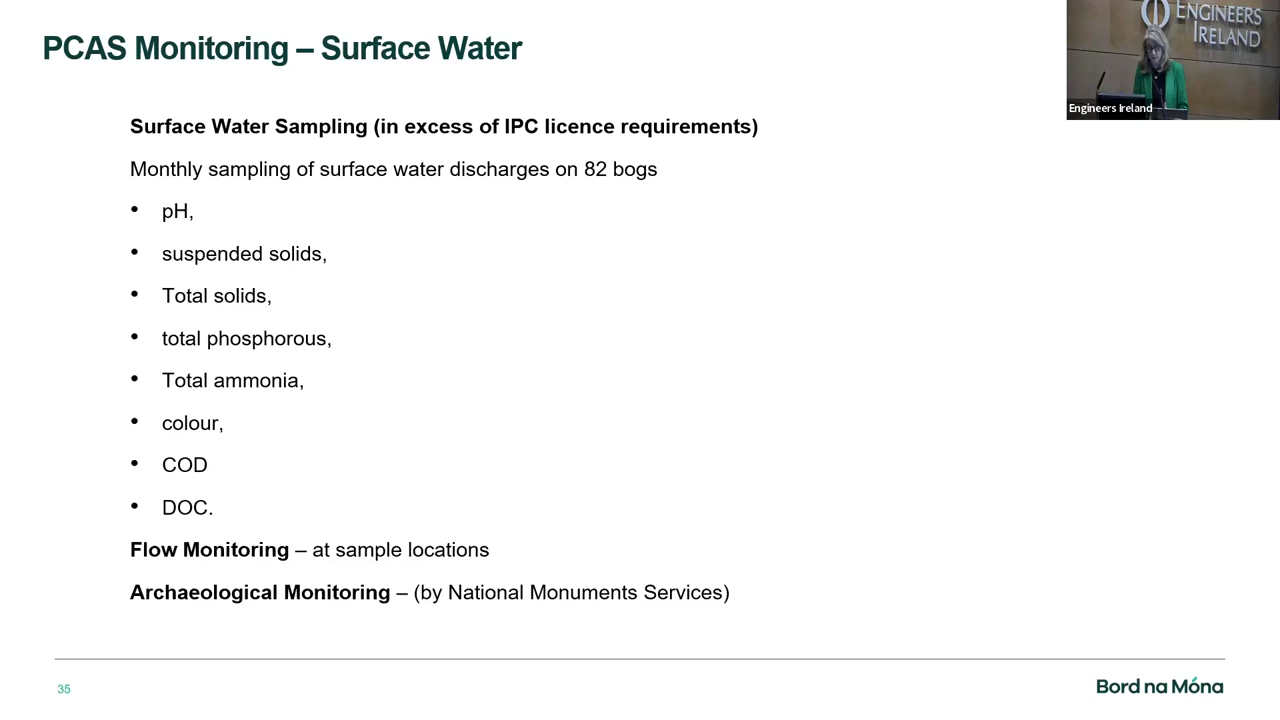 PCAS Monitoring – Surface Water
ENGINEERS
IRELAND
Engineers Ireland
Surface Water Sampling (in excess of IPC licence requirements)
Monthly sampling of surface water discharges on 82 bogs
• pH,
• suspended solids,
• Total solids,
• total phosphorous,
• Total ammonia,
• colour,
• COD
• DOC.
Flow Monitoring – at sample locations
Archaeological Monitoring – (by National Monuments Services)
35
Bord na Móna